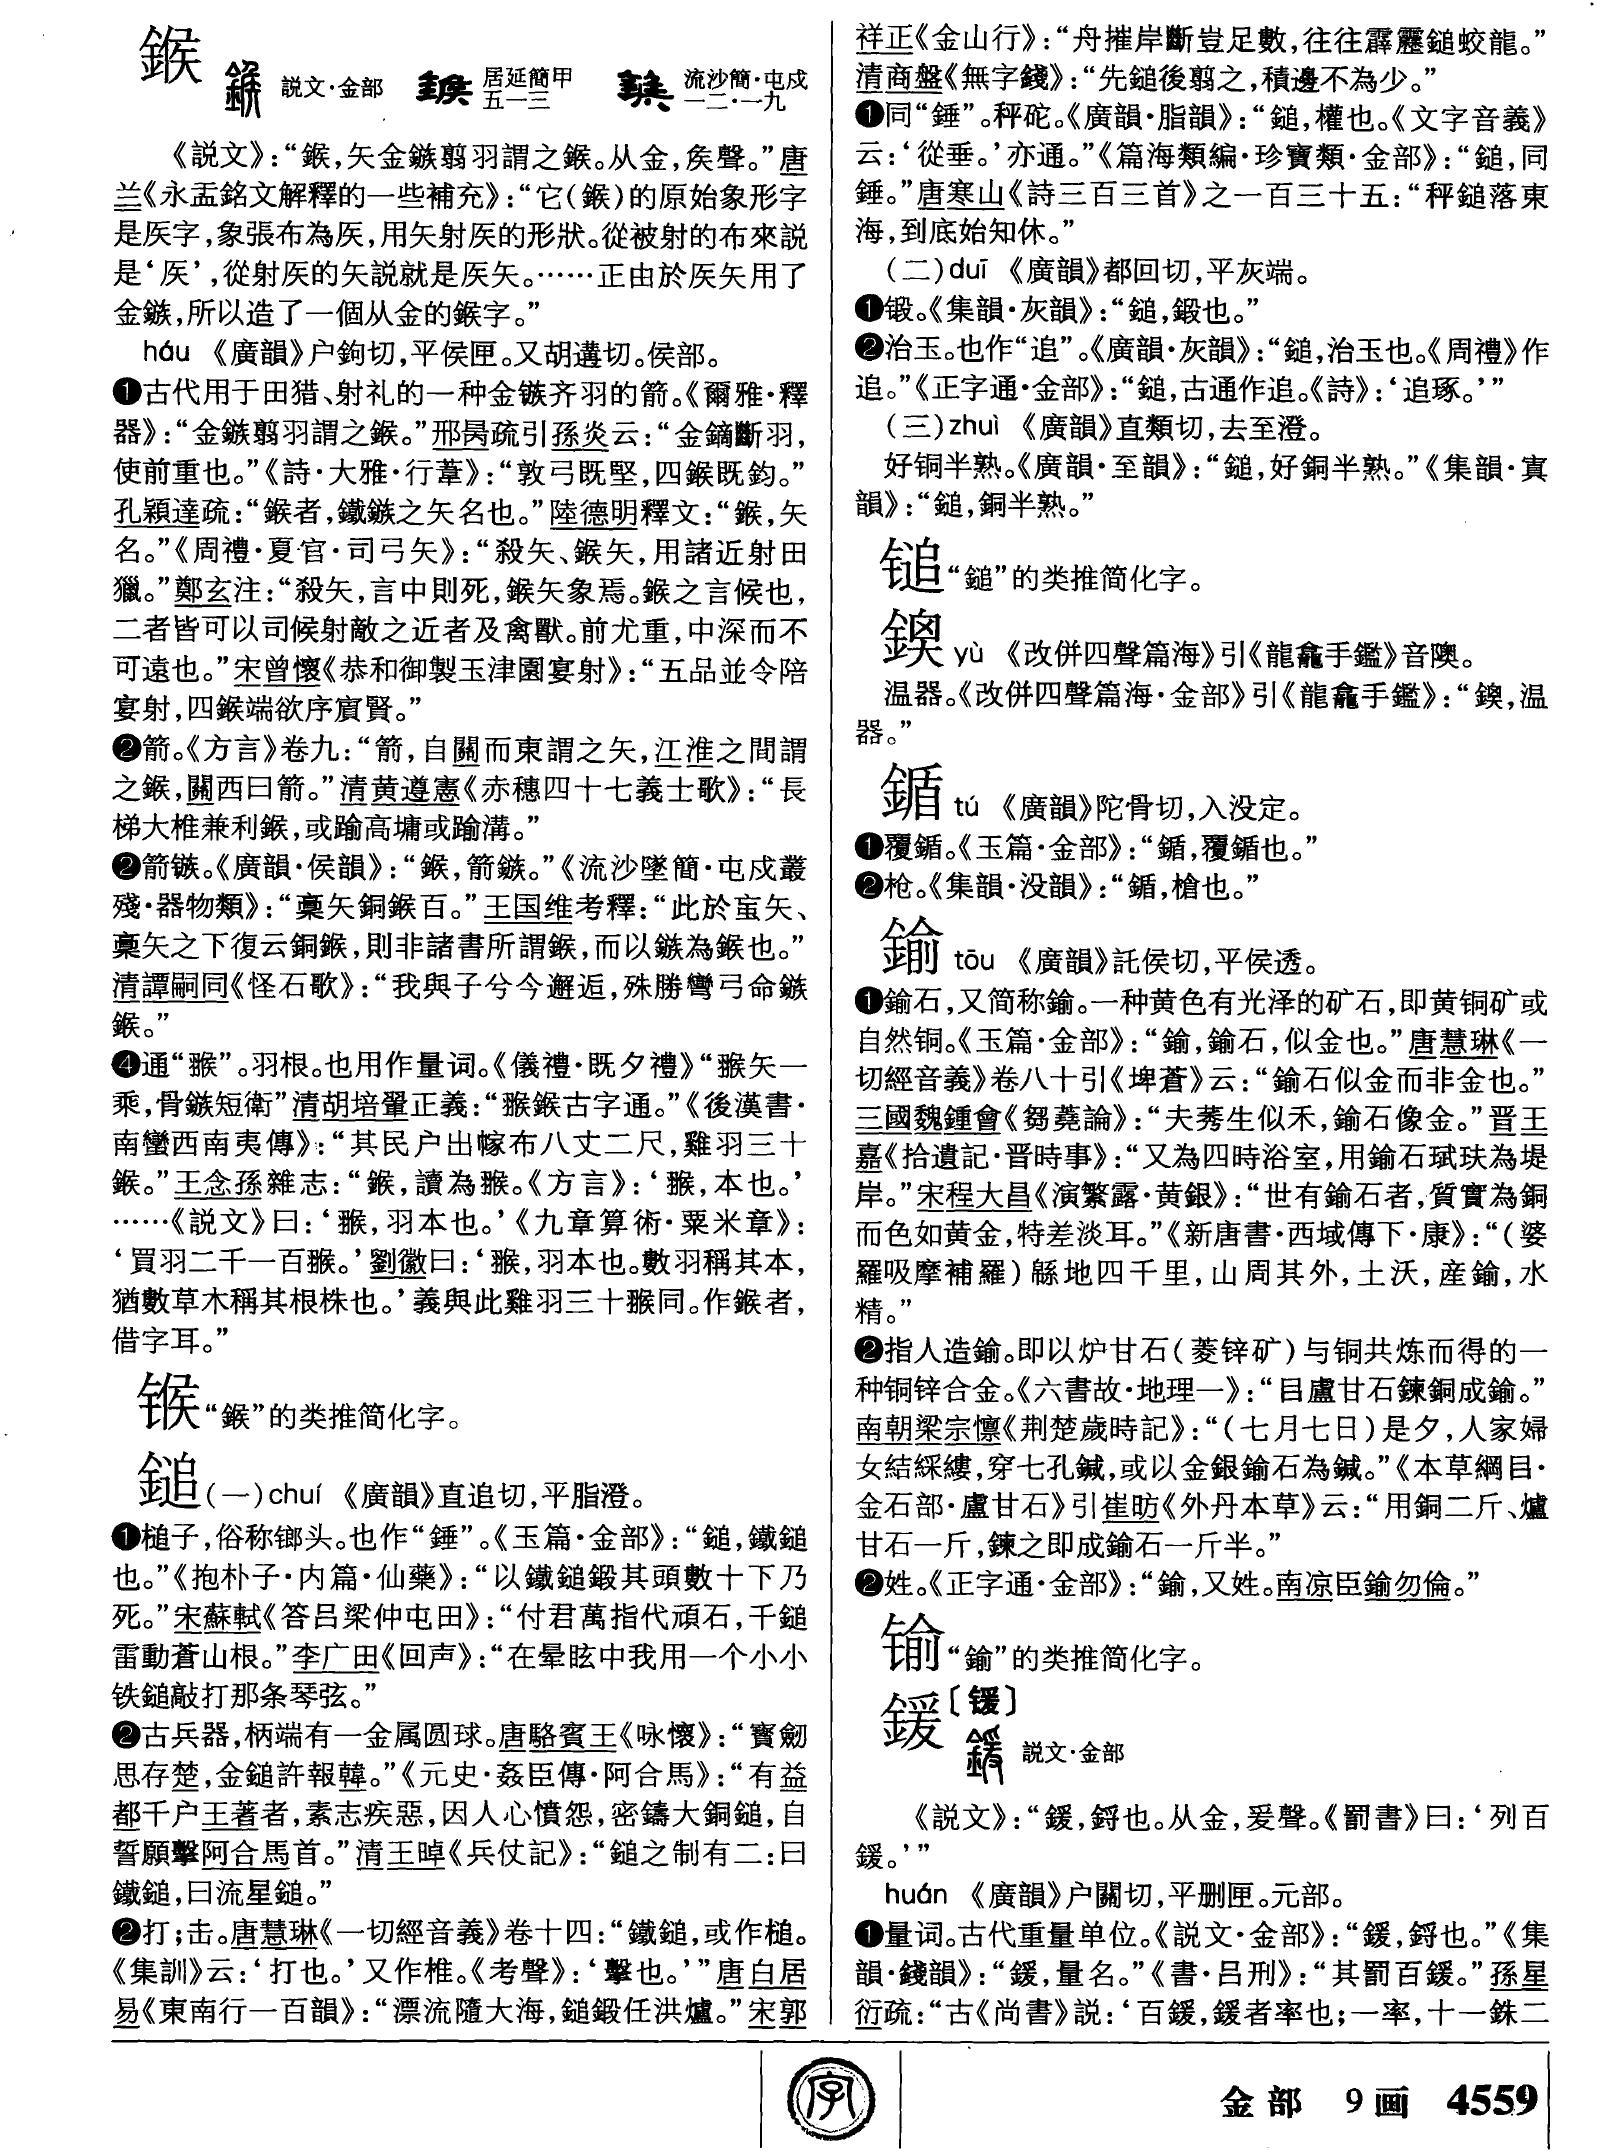 鍭
説文·金部
居延簡甲
五一三
流沙簡·屯戍
一二·一九
《説文》：“鍭，矢金鏃翦羽謂之鍭。从金，矦聲。”唐
兰《永盂銘文解釋的一些補充》：“它(鍭)的原始象形字
是医字，象張布為医，用矢射医的形狀。從被射的布來説
是‘医’，從射医的矢説就是医矢。……正由於医矢用了
金鏃，所以造了一個从金的鍭字。”
hóu 《廣韻》户鉤切，平侯匣。又胡遘切。侯部。
❶古代用于田猎、射礼的一种金镞齐羽的箭。《爾雅·釋
器》：“金鏃翦羽謂之鍭。”邢昺疏引孫炎云：“金鏑斷羽，
使前重也。”《詩·大雅·行葦》：“敦弓既堅，四鍭既鈞。”
孔穎達疏：“鍭者，鐵鏃之矢名也。”陸德明釋文：“鍭，矢
名。”《周禮·夏官·司弓矢》：“殺矢、鍭矢，用諸近射田
獵。”鄭玄注：“殺矢，言中則死，鍭矢象焉。鍭之言候也，
二者皆可以司候射敵之近者及禽獸。前尤重，中深而不
可遠也。”宋曾懷《恭和御製玉津園宴射》：“五品並令陪
宴射，四鍭端欲序賓賢。”
❷箭。《方言》卷九：“箭，自關而東謂之矢，江淮之間謂
之鍭，關西曰箭。”清黄遵憲《赤穗四十七義士歌》：“長
梯大椎兼利鍭，或踰高墉或踰溝。”
❷箭镞。《廣韻·侯韻》：“鍭，箭鏃。”《流沙墜簡·屯戍叢
殘·器物類》：“槀矢銅鍭百。”王国维考釋：“此於䖟矢、
槀矢之下復云銅鍭，則非諸書所謂鍭，而以鏃為鍭也。”
清譚嗣同《怪石歌》：“我與子兮今邂逅，殊勝彎弓命鏃
鍭。”
❹通“翭”。羽根。也用作量词。《儀禮·既夕禮》“翭矢一
乘，骨鏃短衛”清胡培翬正義：“翭鍭古字通。”《後漢書·
南蠻西南夷傳》：“其民户出幏布八丈二尺，雞羽三十
鍭。”王念孫雜志：“鍭，讀為翭。《方言》：‘翭，本也。’
……《説文》曰：‘翭，羽本也。’《九章算術·粟米章》：
‘買羽二千一百翭。’劉徽曰：‘翭，羽本也。數羽稱其本，
猶數草木稱其根株也。’義與此雞羽三十翭同。作鍭者，
借字耳。”
𬭤“鍭”的类推简化字。
鎚(一)chuí 《廣韻》直追切，平脂澄。
❶槌子，俗称镲头。也作“錘”。《玉篇·金部》：“鎚，鐵鎚
也。”《抱朴子·内篇·仙藥》：“以鐵鎚鍛其頭數十下乃
死。”宋蘇軾《答吕梁仲屯田》：“付君萬指代頑石，千鎚
雷動蒼山根。”李广田《回声》：“在晕眩中我用一个小小
铁鎚敲打那条琴弦。”
❷古兵器，柄端有一金属圆球。唐駱賓王《咏懷》：“寶劒
思存楚，金鎚許報韓。”《元史·姦臣傳·阿合馬》：“有益
都千户王著者，素志疾惡，因人心憤怨，密鑄大銅鎚，自
誓願擊阿合馬首。”清王晫《兵仗記》：“鎚之制有二：曰
鐵鎚，曰流星鎚。”
❷打；击。唐慧琳《一切經音義》卷十四：“鐵鎚，或作槌。
《集訓》云：‘打也。’又作椎。《考聲》：‘擊也。’”唐白居
易《東南行一百韻》：“漂流隨大海，鎚鍛任洪爐。”宋郭
祥正《金山行》：“舟摧岸斷豈足數，往往霹靂鎚蛟龍。”
清商盤《無字錢》：“先鎚後翦之，積邊不為少。”
❶同“錘”。秤砣。《廣韻·脂韻》：“鎚，權也。《文字音義》
云：‘從垂。’亦通。”《篇海類編·珍寶類·金部》：“鎚，同
錘。”唐寒山《詩三百三首》之一百三十五：“秤鎚落東
海，到底始知休。”
(二)duī 《廣韻》都回切，平灰端。
❶锻。《集韻·灰韻》：“鎚，鍛也。”
❷治玉。也作“追”。《廣韻·灰韻》：“鎚，治玉也。《周禮》作
追。”《正字通·金部》：“鎚，古通作追。《詩》：‘追琢。’”
(三)zhuì 《廣韻》直類切，去至澄。
好铜半熟。《廣韻·至韻》：“鎚，好銅半熟。”《集韻·寘
韻》：“鎚，銅半熟。”
𨱔“鎚”的类推简化字。
鐭yù 《改併四聲篇海》引《龍龕手鑑》音隩。
温器。《改併四聲篇海·金部》引《龍龕手鑑》：“鐭，温
器。”
鍎tú 《廣韻》陀骨切，入没定。
❶覆鍎。《玉篇·金部》：“鍎，覆鍎也。”
❷枪。《集韻·没韻》：“鍎，槍也。”
鍮tōu 《廣韻》託侯切，平侯透。
❶鍮石，又简称鍮。一种黄色有光泽的矿石，即黄铜矿或
自然铜。《玉篇·金部》：“鍮，鍮石，似金也。”唐慧琳《一
切經音義》卷八十引《埤蒼》云：“鍮石似金而非金也。”
三國魏鍾會《芻蕘論》：“夫莠生似禾，鍮石像金。”晋王
嘉《拾遺記·晋時事》：“又為四時浴室，用鍮石珷玞為堤
岸。”宋程大昌《演繁露·黄銀》：“世有鍮石者，質實為銅
而色如黄金，特差淡耳。”《新唐書·西域傳下·康》：“(婆
羅吸摩補羅)緜地四千里，山周其外，土沃，産鍮，水
精。”
❷指人造鍮。即以炉甘石(菱锌矿)与铜共炼而得的一
种铜锌合金。《六書故·地理一》：“㠯盧甘石鍊銅成鍮。”
南朝梁宗懔《荆楚歲時記》：“(七月七日)是夕，人家婦
女結綵縷，穿七孔鍼，或以金銀鍮石為鍼。”《本草綱目·
金石部·盧甘石》引崔昉《外丹本草》云：“用銅二斤、爐
甘石一斤，鍊之即成鍮石一斤半。”
❷姓。《正字通·金部》：“鍮，又姓。南凉臣鍮勿倫。”
𨱎“鍮”的类推简化字。
鍰〔锾〕
説文·金部
《説文》：“鍰，鋝也。从金，爰聲。《罰書》曰：‘列百
鍰。’”
huán 《廣韻》户關切，平删匣。元部。
❶量词。古代重量单位。《説文·金部》：“鍰，鋝也。”《集
韻·錢韻》：“鍰，量名。”《書·吕刑》：“其罰百鍰。”孫星
衍疏：“古《尚書》説：‘百鍰，鍰者率也；一率，十一銖二
字
金部 9画 4559